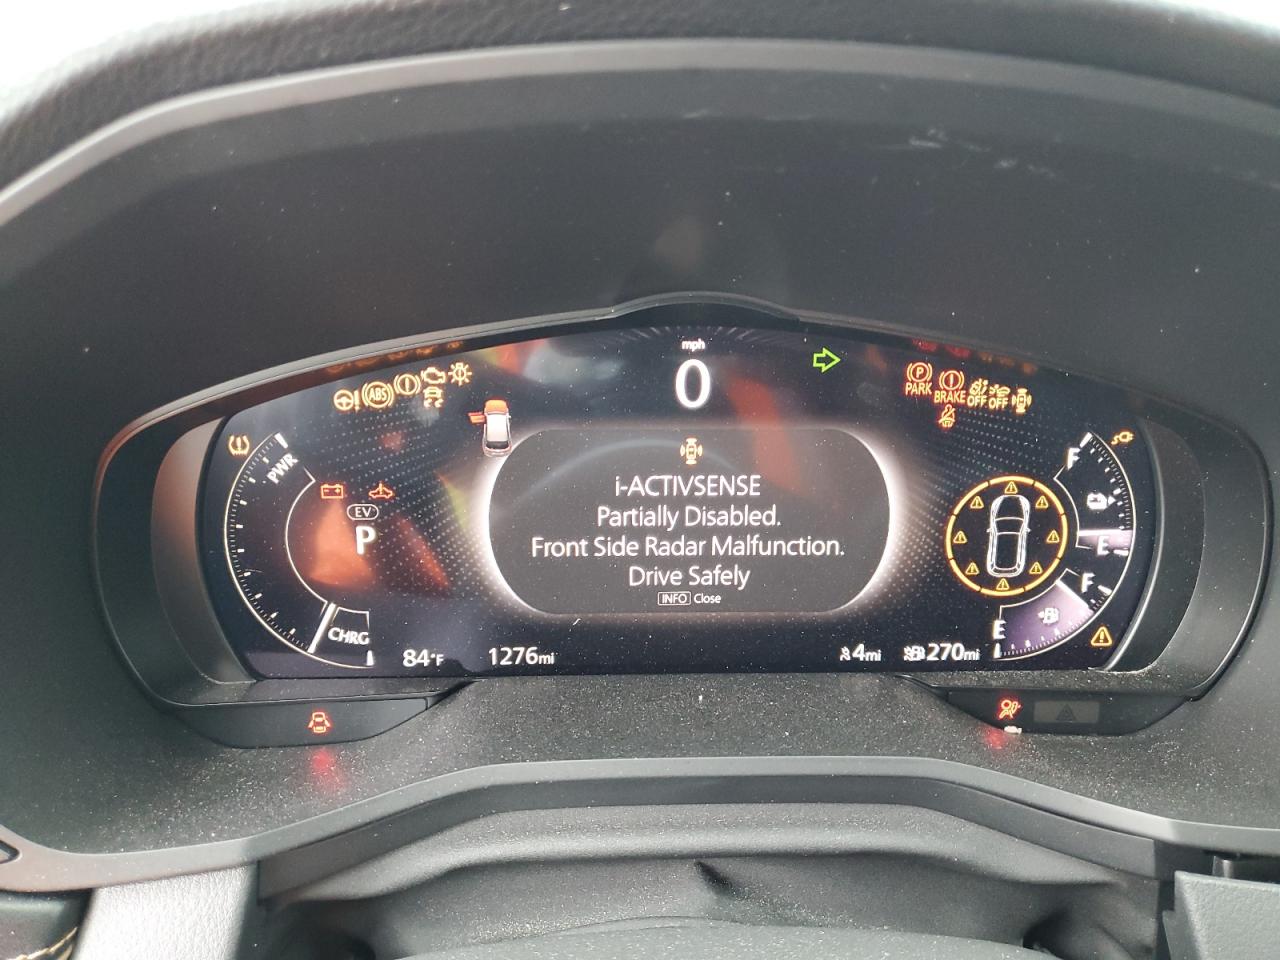 mph
0
ABS
PARK
BRAKE
OFF OFF
PWR
EV
P
CHRG
i-ACTIVSENSE
Partially Disabled.
Front Side Radar Malfunction.
Drive Safely
INFO Close
F
E
F
E
84°F
1276mi
4mi
270mi